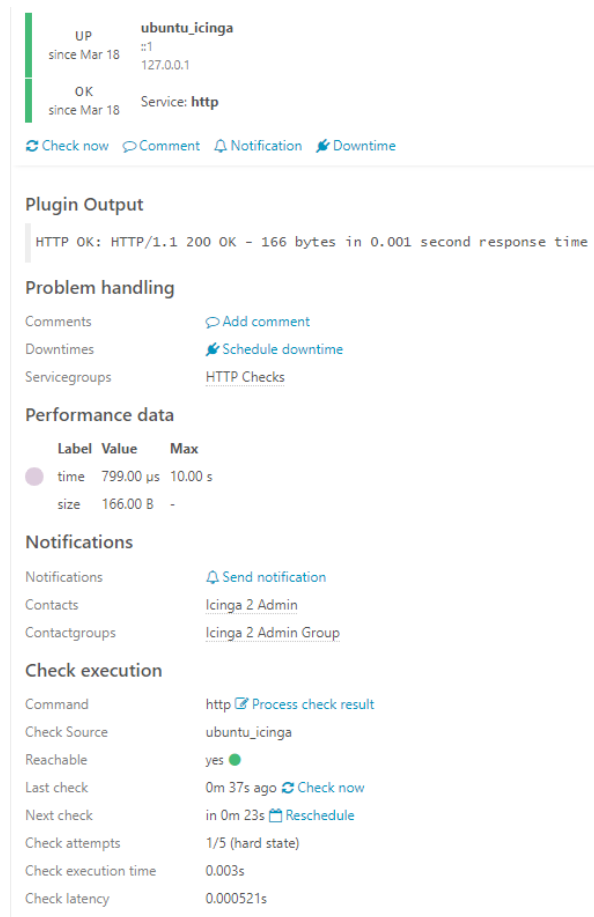 UP
since Mar 18
ubuntu_icinga
::1
127.0.0.1
OK
since Mar 18
Service: http
Check now Comment Notification Downtime
Plugin Output
HTTP OK: HTTP/1.1 200 OK - 166 bytes in 0.001 second response time
Problem handling
Comments Add comment
Downtimes Schedule downtime
Servicegroups HTTP Checks
Performance data
Label Value Max
time 799.00 µs 10.00 s
size 166.00 B -
Notifications
Notifications Send notification
Contacts Icinga 2 Admin
Contactgroups Icinga 2 Admin Group
Check execution
Command http Process check result
Check Source ubuntu_icinga
Reachable yes
Last check 0m 37s ago Check now
Next check in 0m 23s Reschedule
Check attempts 1/5 (hard state)
Check execution time 0.003s
Check latency 0.000521s